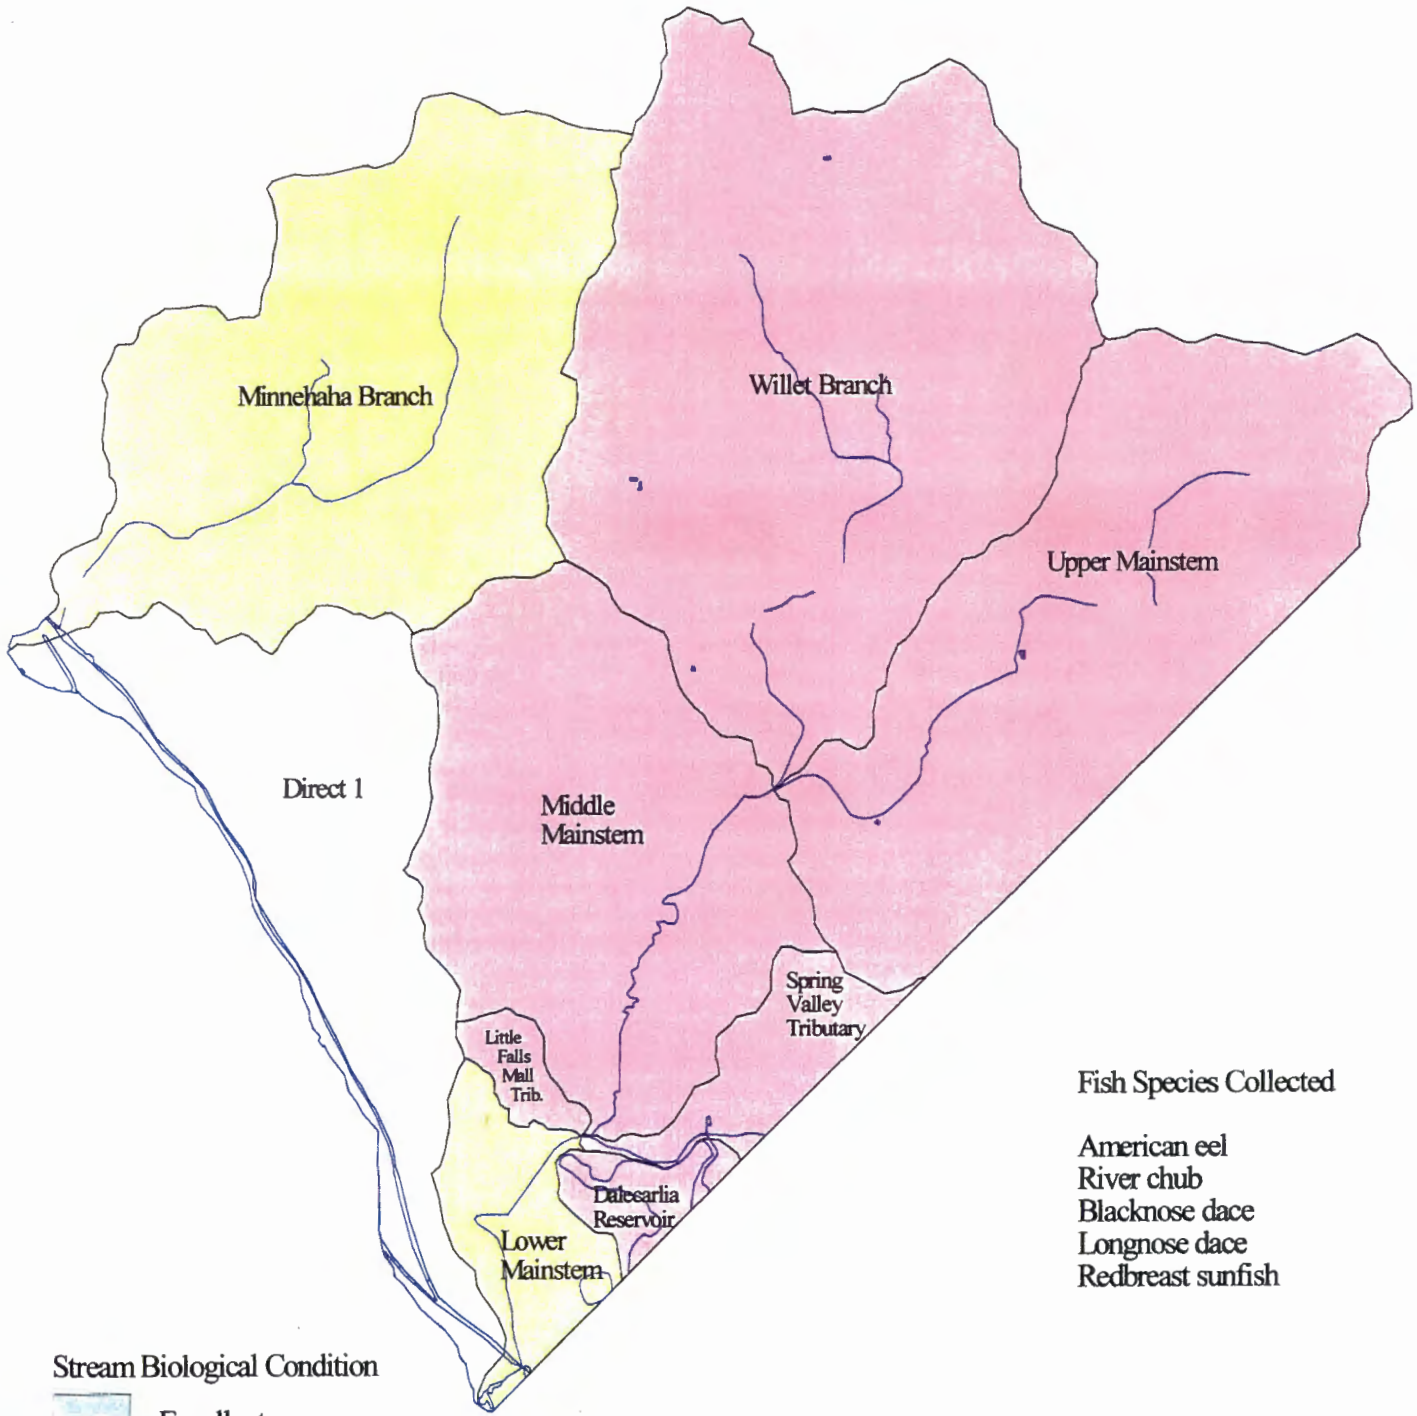 Minnehaha Branch
Willet Branch
Upper Mainstem
Direct 1
Middle
Mainstem
Spring
Valley
Tributary
Little
Falls
Mall
Trib.
Dalecarlia
Reservoir
Lower
Mainstem
Fish Species Collected
American eel
River chub
Blacknose dace
Longnose dace
Redbreast sunfish
Stream Biological Condition